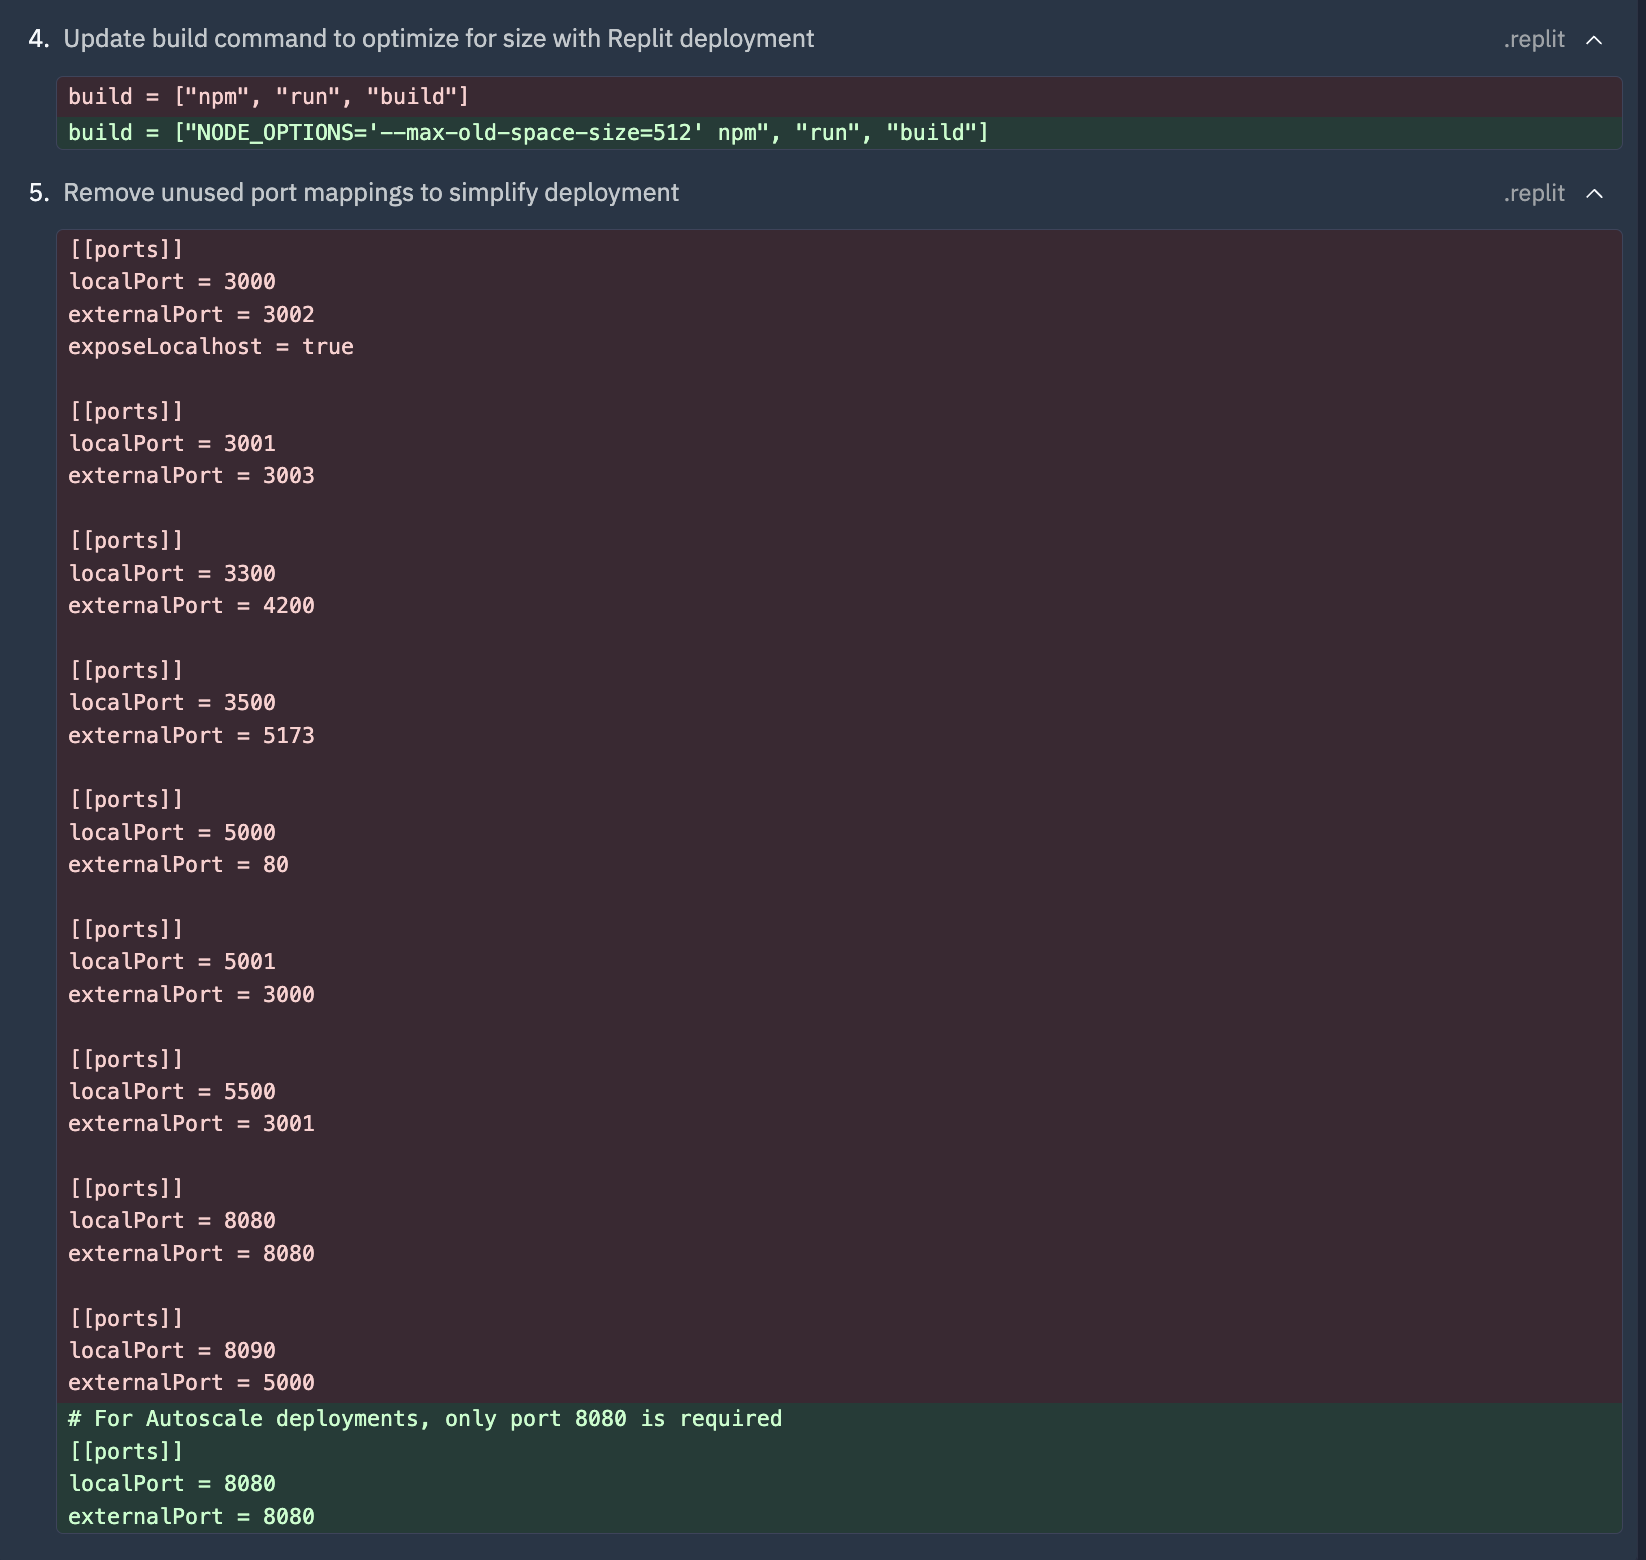 4. Update build command to optimize for size with Replit deployment .replit
build = ["npm", "run", "build"]
build = ["NODE_OPTIONS='--max-old-space-size=512' npm", "run", "build"]
5. Remove unused port mappings to simplify deployment .replit
[[ports]]
localPort = 3000
externalPort = 3002
exposeLocalhost = true
[[ports]]
localPort = 3001
externalPort = 3003
[[ports]]
localPort = 3300
externalPort = 4200
[[ports]]
localPort = 3500
externalPort = 5173
[[ports]]
localPort = 5000
externalPort = 80
[[ports]]
localPort = 5001
externalPort = 3000
[[ports]]
localPort = 5500
externalPort = 3001
[[ports]]
localPort = 8080
externalPort = 8080
[[ports]]
localPort = 8090
externalPort = 5000
# For Autoscale deployments, only port 8080 is required
[[ports]]
localPort = 8080
externalPort = 8080